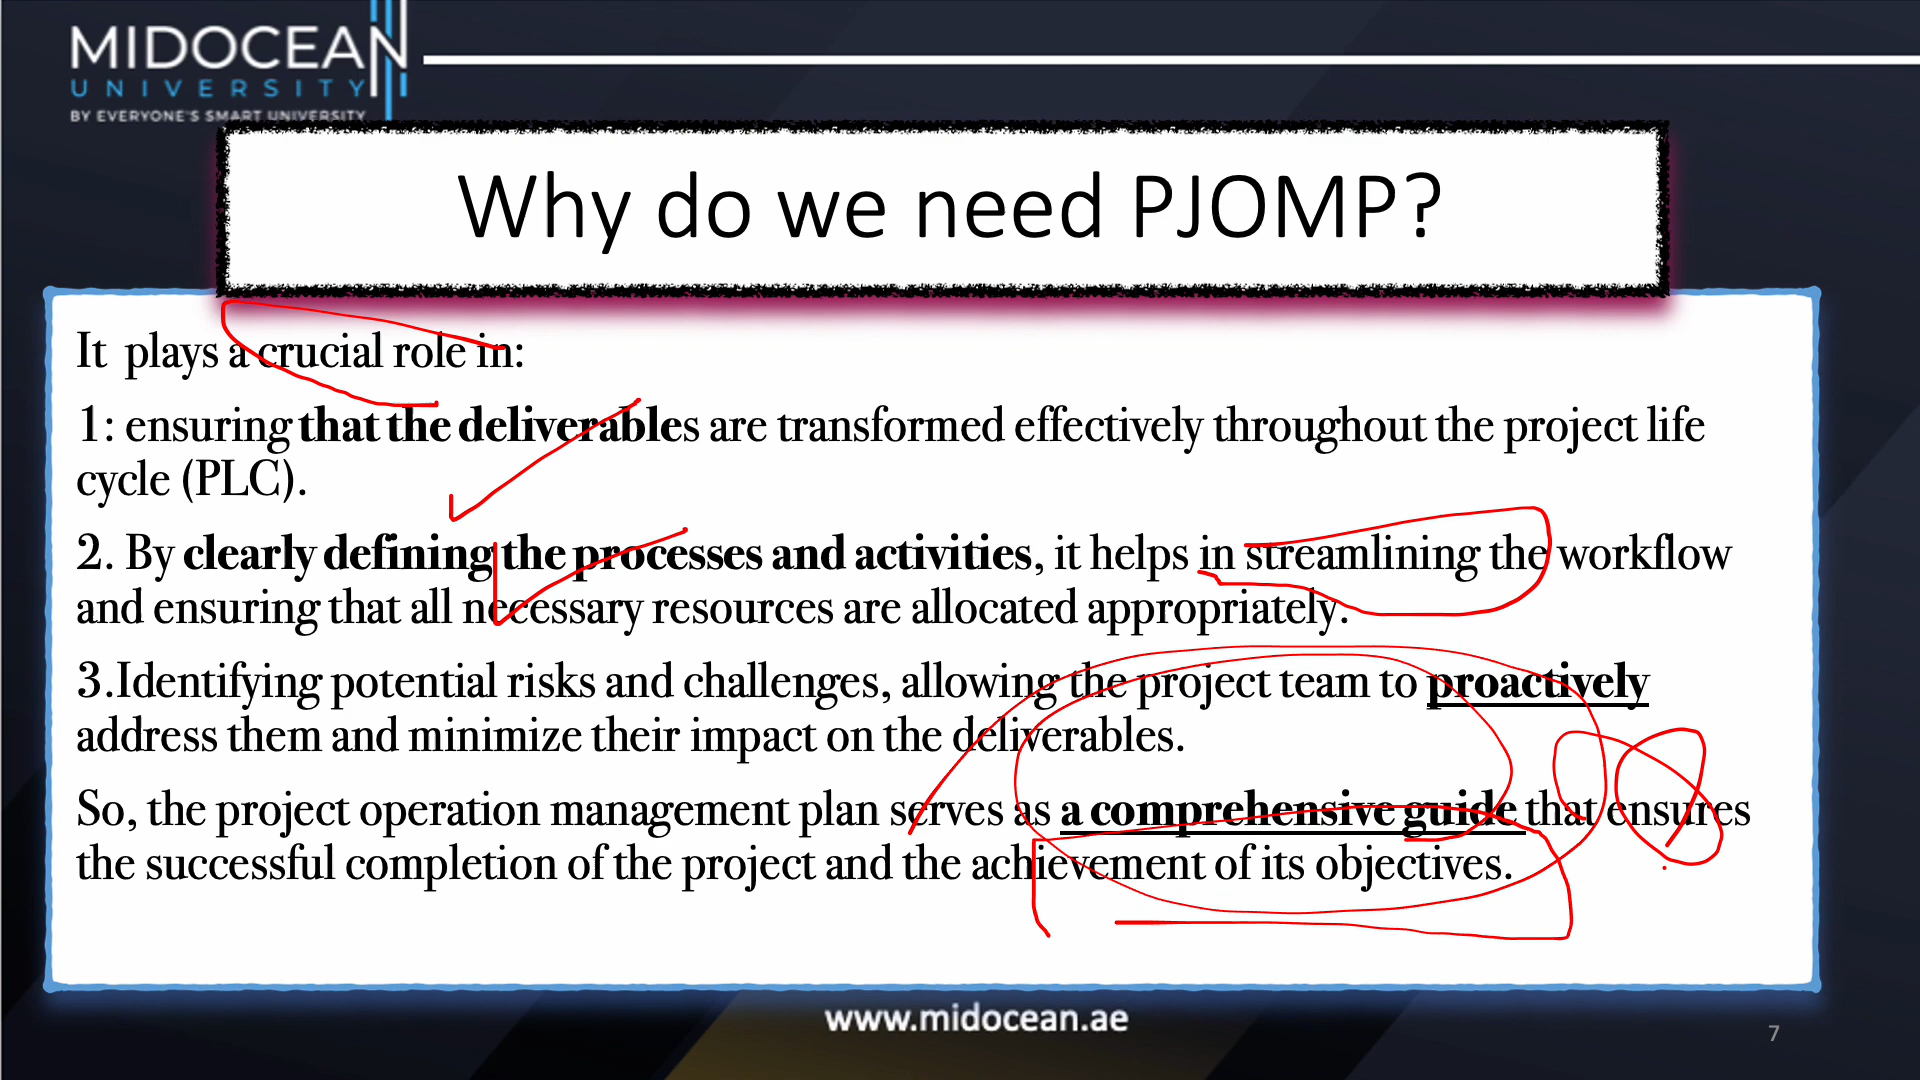 MIDOCEAN
UNIVERSITY
BY EVERYONE'S SMART UNIVERSITY
Why do we need PJOMP?
It plays a crucial role in:
1: ensuring that the deliverables are transformed effectively throughout the project life
cycle (PLC).
2. By clearly defining the processes and activities, it helps in streamlining the workflow
and ensuring that all necessary resources are allocated appropriately.
3.Identifying potential risks and challenges, allowing the project team to proactively
address them and minimize their impact on the deliverables.
So, the project operation management plan serves as a comprehensive guide that ensures
the successful completion of the project and the achievement of its objectives.
www.midocean.ae
7